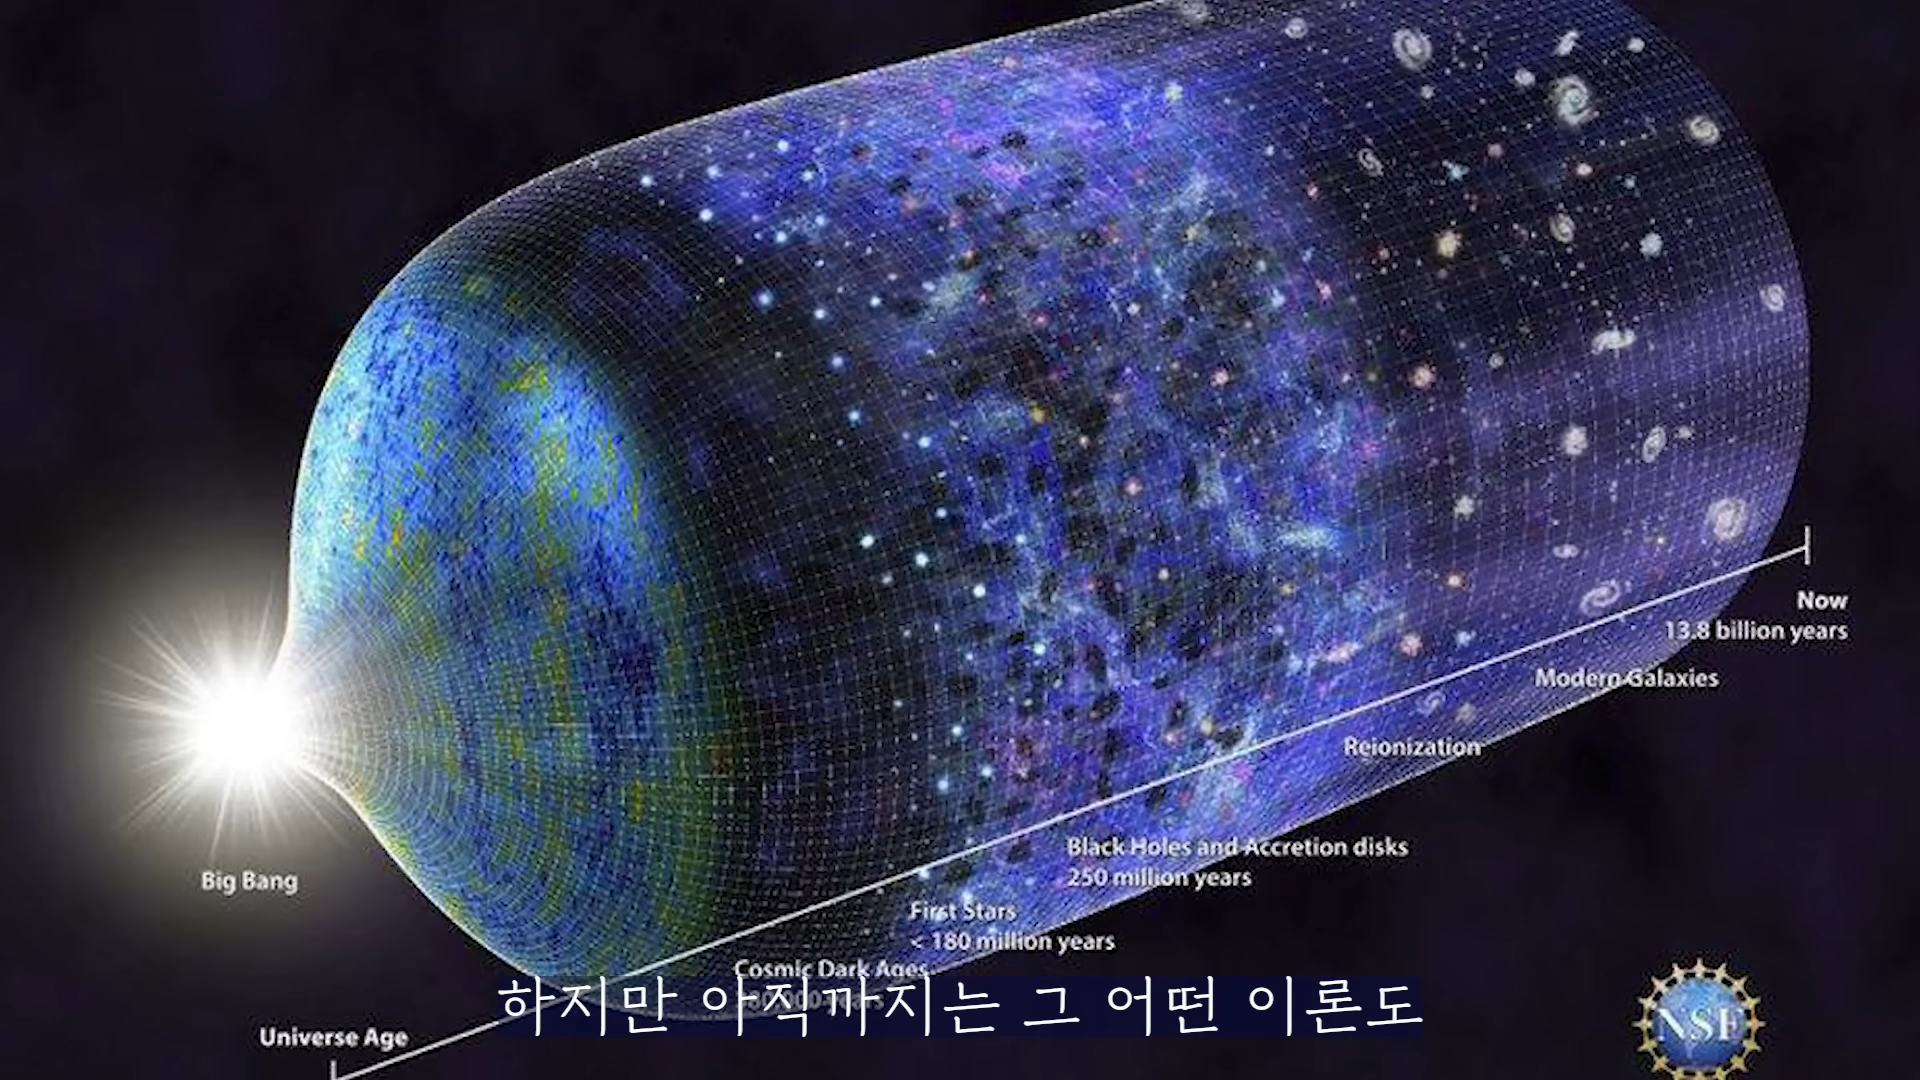 Now
13.8 billion years
Modern Galaxies
Reionization
Black Holes and Accretion disks
250 million years
Big Bang
First Stars
< 180 million years
Cosmic Dark Ages
하지만 아직까지는 그 어떤 이론도
Universe Age
NSF